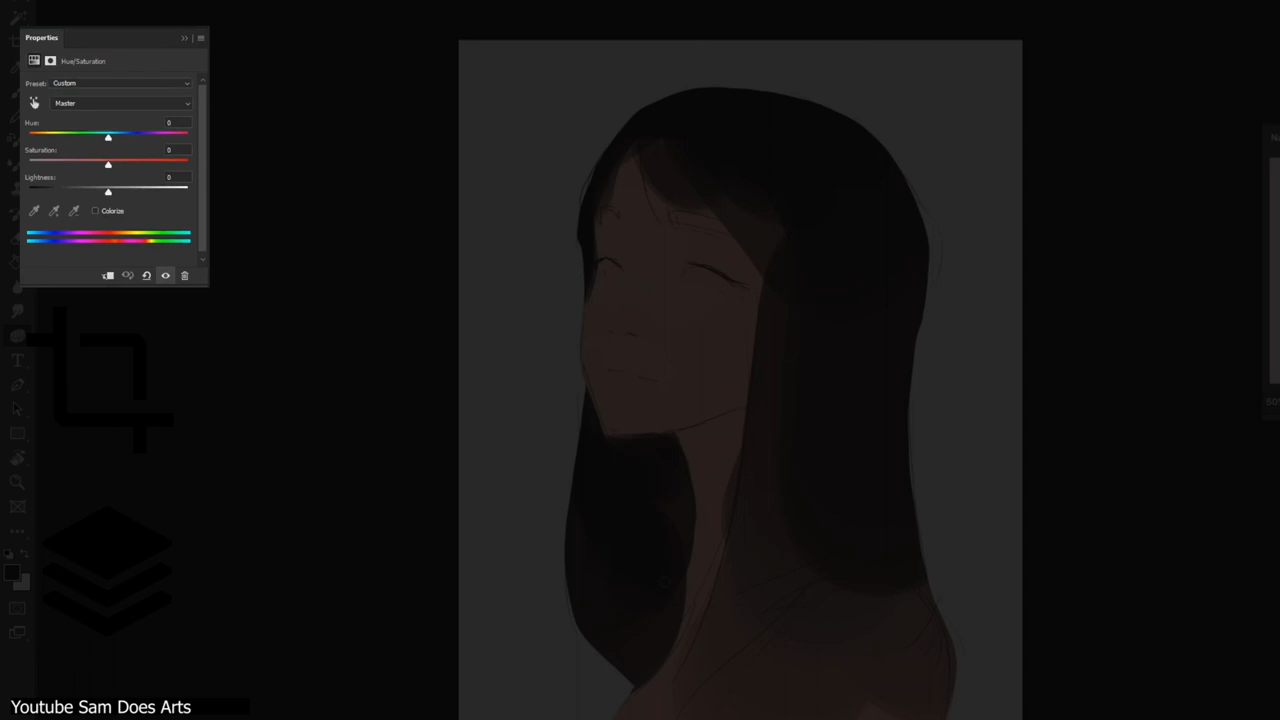 Properties
Hue/Saturation
Preset: Custom
Master
Hue: 0
Saturation: 0
Lightness: 0
Colorize
Youtube Sam Does Arts